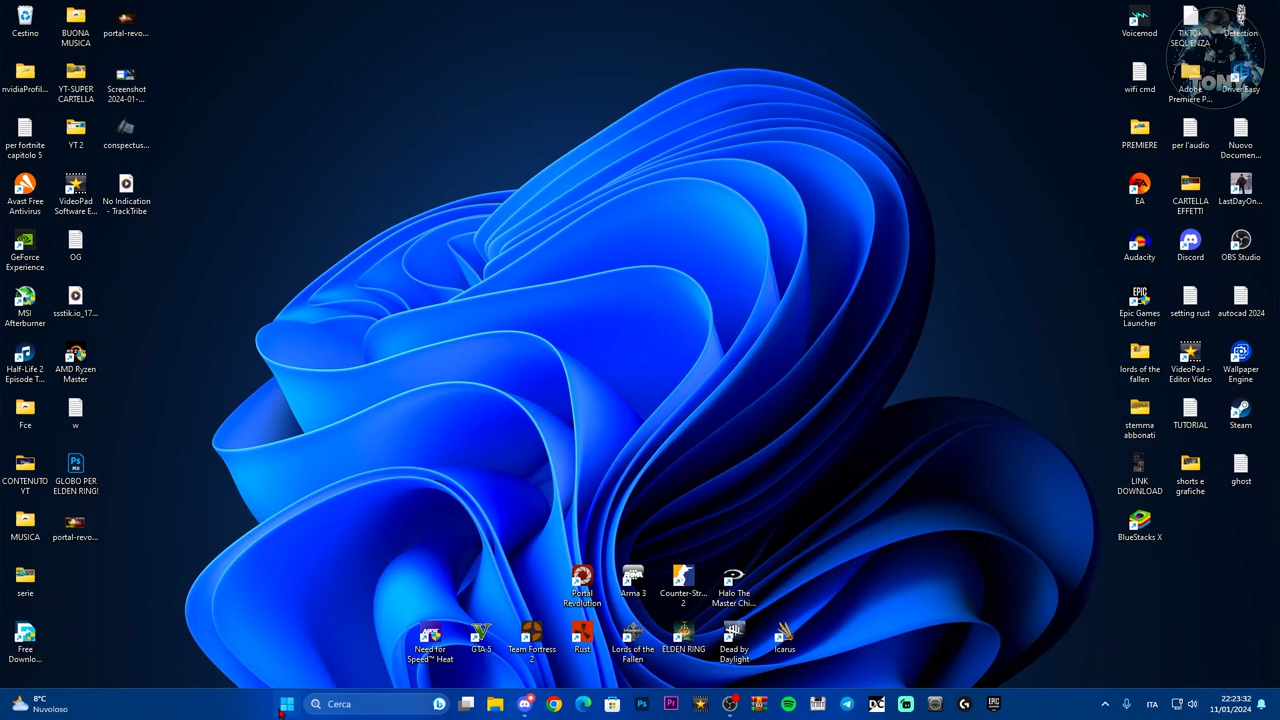 Cestino
BUONA
MUSICA
portal-revo...
nvidiaProfil...
YT-SUPER
CARTELLA
Screenshot
2024-01-...
per fortnite
capitolo 5
YT 2
conspectus...
Avast Free
Antivirus
VideoPad
Software E...
No Indication
- TrackTribe
GeForce
Experience
OG
MSI
Afterburner
ssstik.io_17...
Half-Life 2
Episode T...
AMD Ryzen
Master
Fce
w
CONTENUTO
YT
GLOBO PER
ELDEN RING!
MUSICA
portal-revo...
serie
Free
Downlo...
Voicemod
TIKTOK
SEQUENZA
Detection
wifi cmd
Adobe
Premiere P...
Driver Easy
TONY
PREMIERE
per l'audio
Nuovo
Documen...
EA
CARTELLA
EFFETTI
LastDayOn...
Audacity
Discord
OBS Studio
EPIC
GAMES
Epic Games
Launcher
setting rust
autocad 2024
lords of the
fallen
VideoPad -
Editor Video
Wallpaper
Engine
stemma
abbonati
TUTORIAL
Steam
LINK
DOWNLOAD
shorts e
grafiche
ghost
BlueStacks X
Portal
Revolution
Arma 3
Counter-Str...
2
Halo The
Master Chi...
Need for
Speed™ Heat
GTA 5
Team Fortress
2
Rust
Lords of the
Fallen
ELDEN RING
Dead by
Daylight
Icarus
8°C
Nuvoloso
Cerca
ITA
22:23:32
11/01/2024